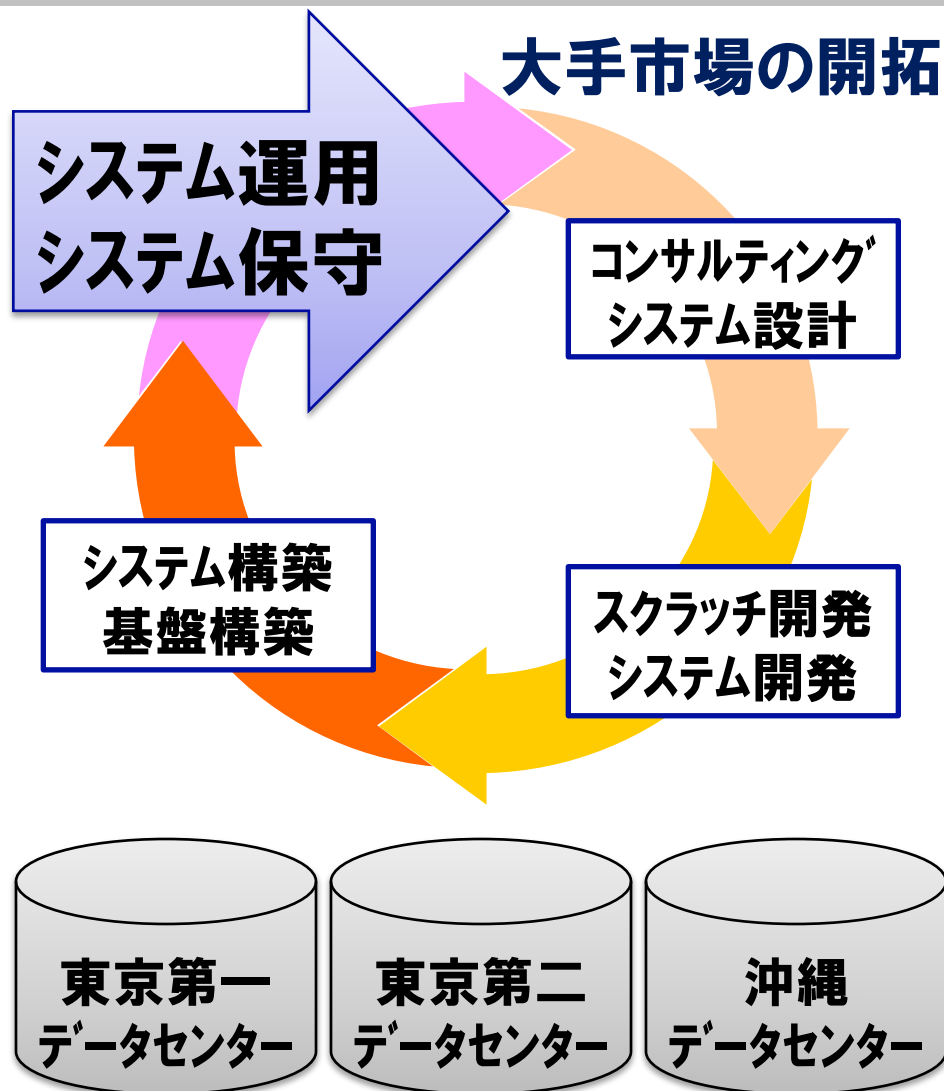 大手市場の開拓
システム運用
システム保守
コンサルティング
システム設計
スクラッチ開発
システム開発
システム構築
基盤構築
東京第一
データセンター
東京第二
データセンター
沖縄
データセンター